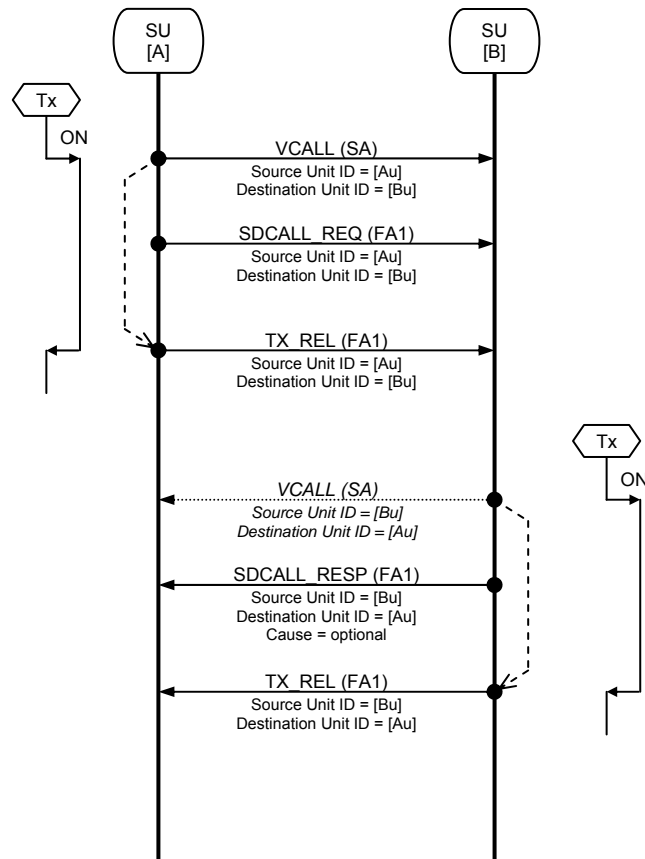 SU
[A]
SU
[B]
Tx
ON
VCALL (SA)
Source Unit ID = [Au]
Destination Unit ID = [Bu]
SDCALL_REQ (FA1)
Source Unit ID = [Au]
Destination Unit ID = [Bu]
TX_REL (FA1)
Source Unit ID = [Au]
Destination Unit ID = [Bu]
Tx
ON
VCALL (SA)
Source Unit ID = [Bu]
Destination Unit ID = [Au]
SDCALL_RESP (FA1)
Source Unit ID = [Bu]
Destination Unit ID = [Au]
Cause = optional
TX_REL (FA1)
Source Unit ID = [Bu]
Destination Unit ID = [Au]